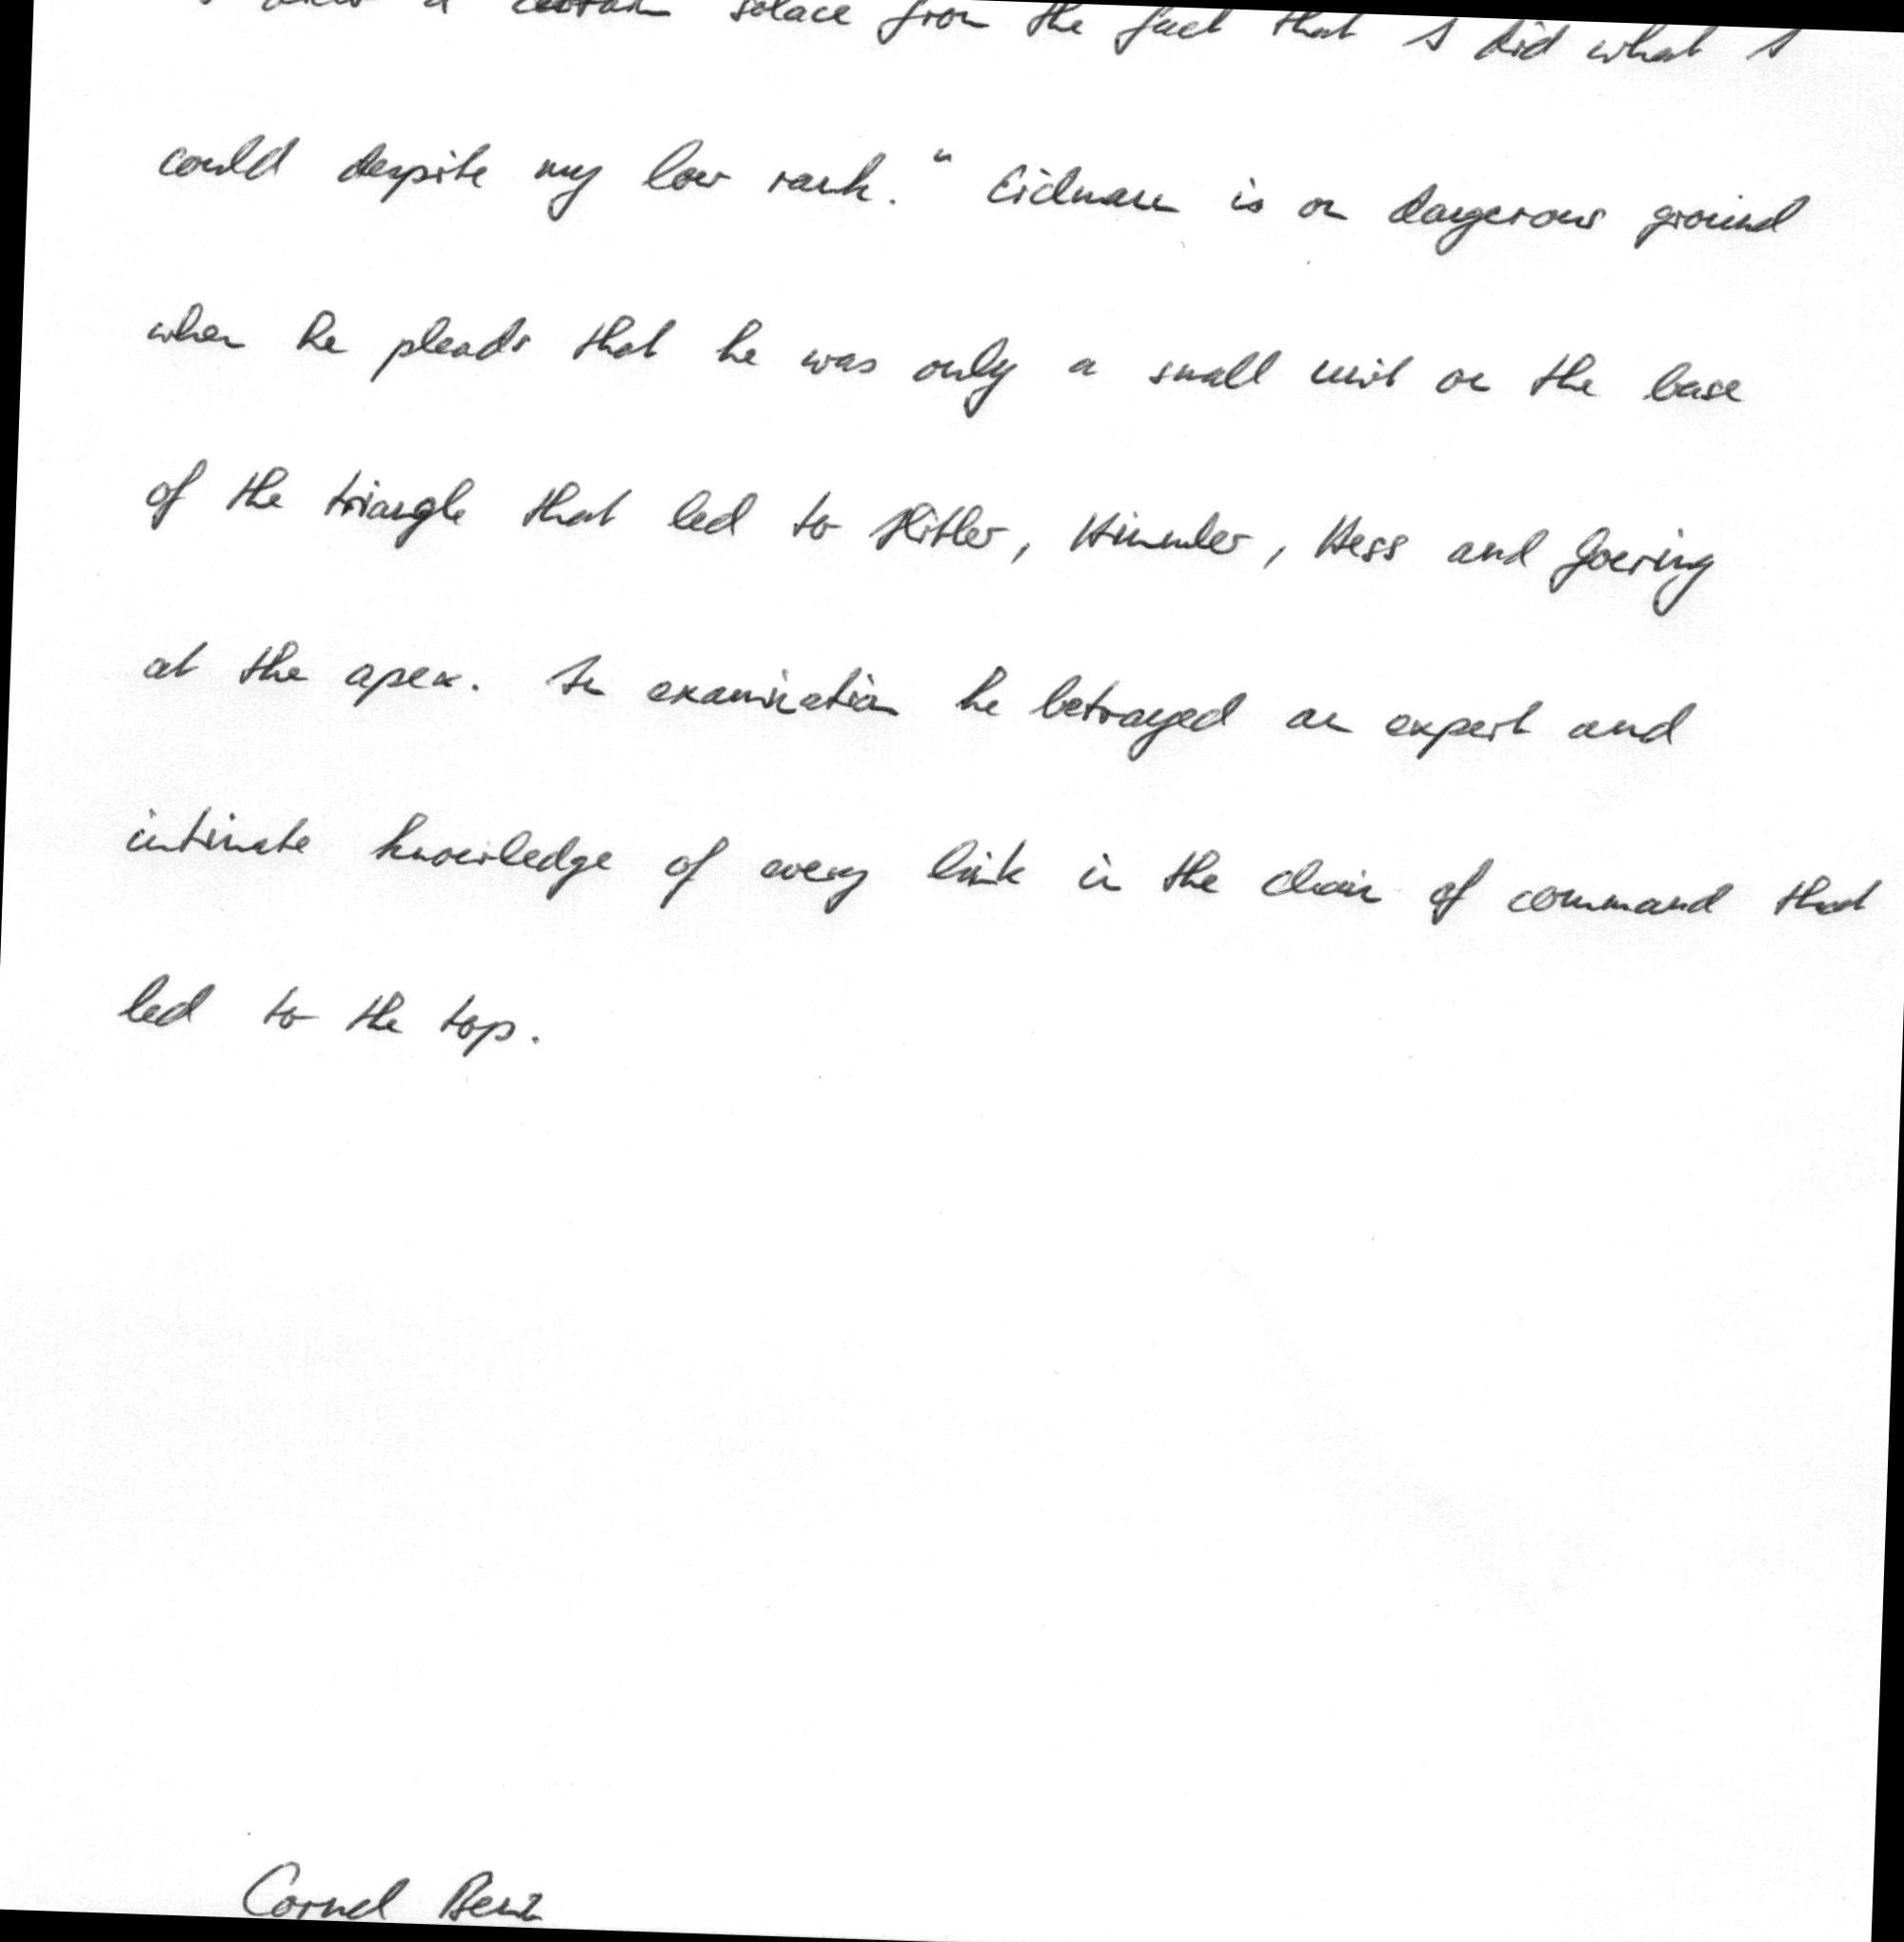 I drew a certain solace from the fact that I did what I
could despite my low rank." Eichmann is on dangerous ground
when he pleads that he was only a small unit on the base
of the triangle that led to Hitler, Himmler, Hess and Goering
at the apex. In examination he betrayed an expert and
intimate knowledge of every link in the chain of command that
led to the top.
Cornel Benz